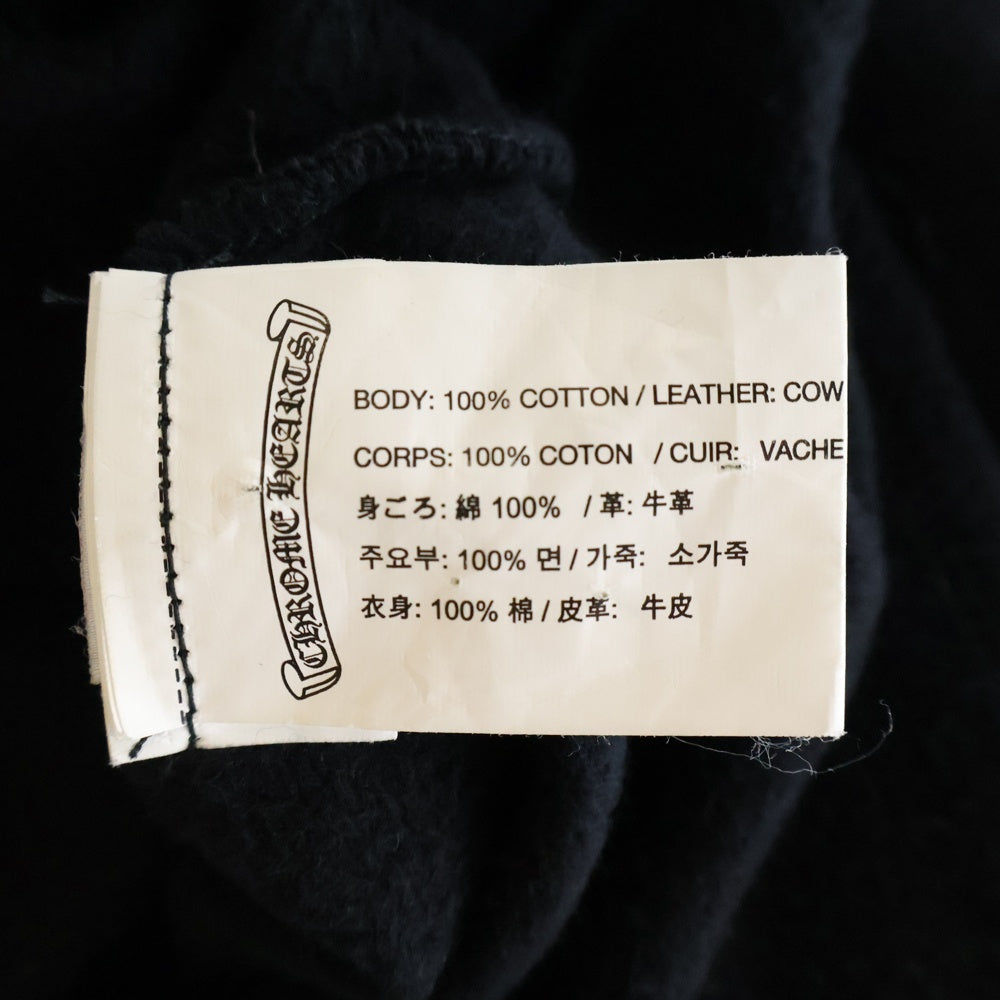 CHROME HEARTS
BODY: 100% COTTON / LEATHER: COW
CORPS: 100% COTON / CUIR: VACHE
身ごろ: 綿 100% / 革: 牛革
주요부: 100% 면 / 가죽: 소가죽
衣身: 100% 棉 / 皮革: 牛皮